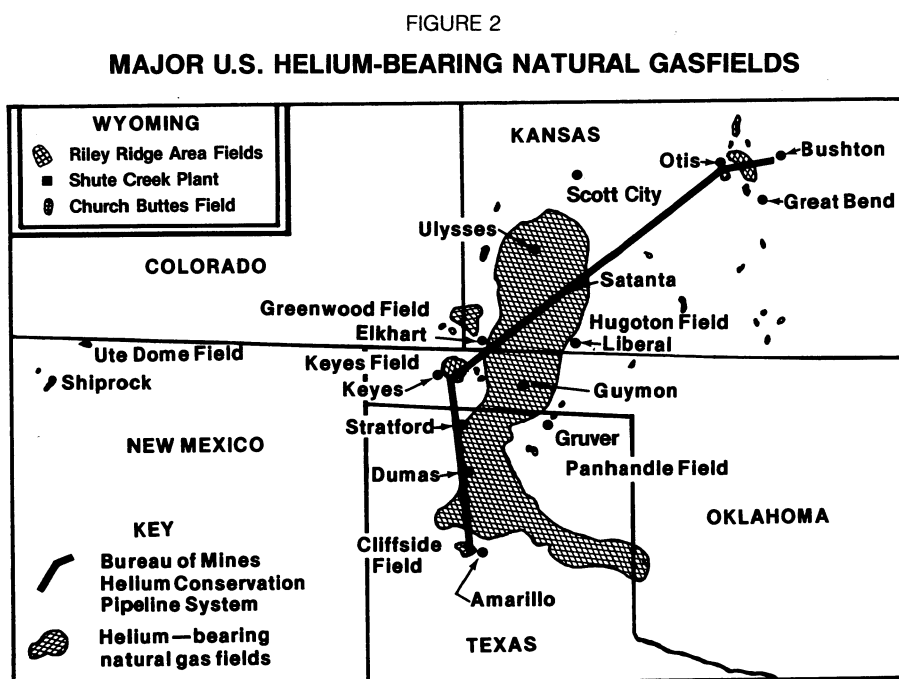 FIGURE 2
MAJOR U.S. HELIUM-BEARING NATURAL GASFIELDS
WYOMING
Riley Ridge Area Fields
Shute Creek Plant
Church Buttes Field
KANSAS
Otis
Bushton
Scott City
Great Bend
Ulysses
COLORADO
Satanta
Greenwood Field
Hugoton Field
Elkhart
Liberal
Ute Dome Field
Keyes Field
Shiprock
Keyes
Guymon
Stratford
Gruver
NEW MEXICO
Panhandle Field
Dumas
OKLAHOMA
KEY
Cliffside
Field
Bureau of Mines
Helium Conservation
Pipeline System
Amarillo
Helium—bearing
natural gas fields
TEXAS